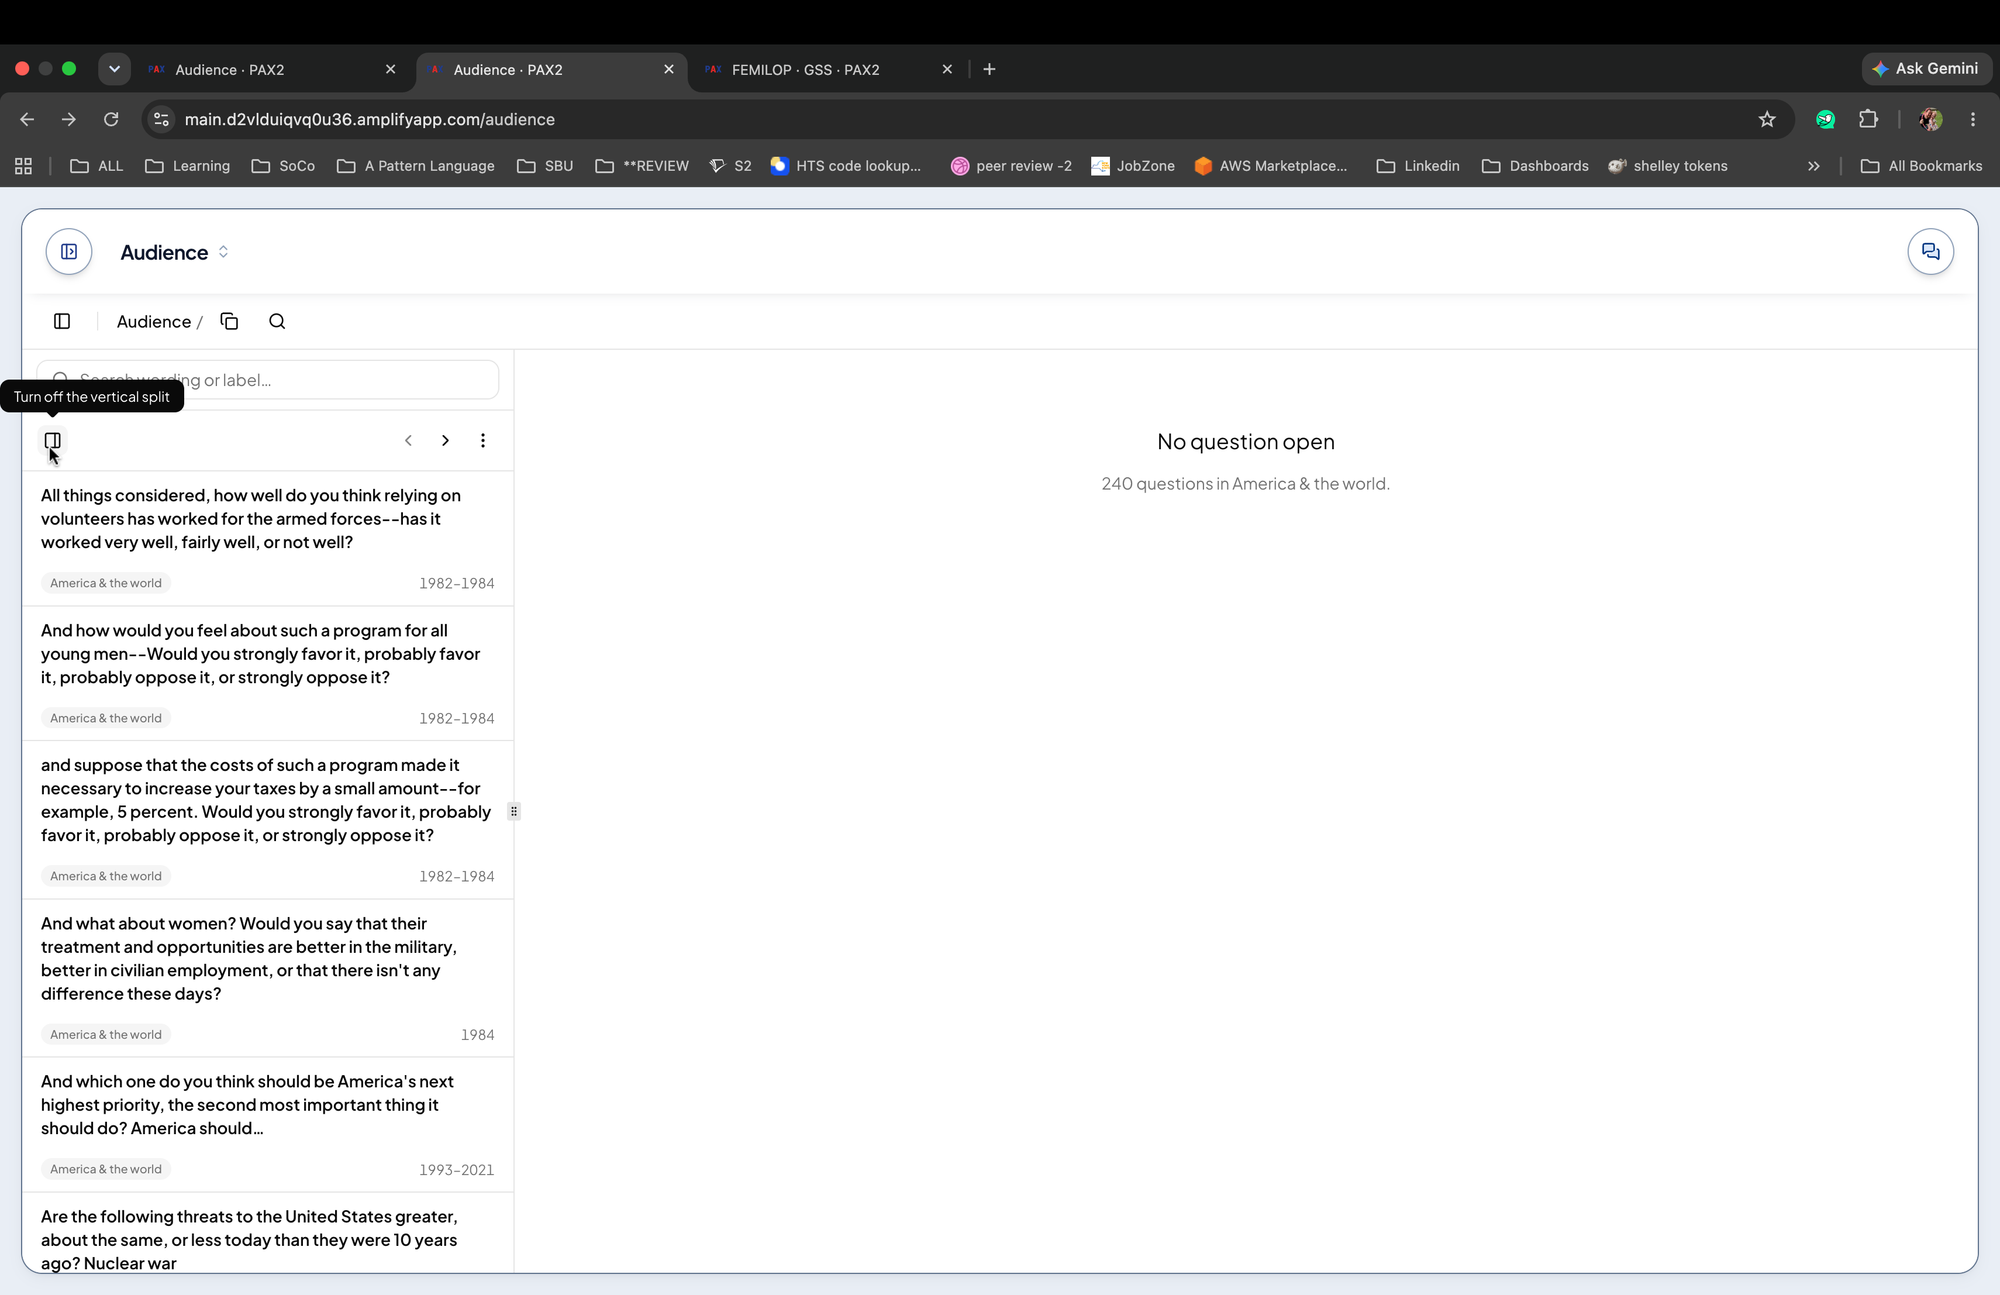 PAX Audience · PAX2
Audience · PAX2
PAX FEMILOP · GSS · PAX2
Ask Gemini
main.d2vlduiqvq0u36.amplifyapp.com/audience
ALL
Learning
SoCo
A Pattern Language
SBU
**REVIEW
S2
HTS code lookup...
peer review -2
JobZone
AWS Marketplace...
Linkedin
Dashboards
shelley tokens
All Bookmarks
Audience
Audience /
Search wording or label...
Turn off the vertical split
All things considered, how well do you think relying on
volunteers has worked for the armed forces--has it
worked very well, fairly well, or not well?
America & the world
1982–1984
And how would you feel about such a program for all
young men--Would you strongly favor it, probably favor
it, probably oppose it, or strongly oppose it?
America & the world
1982–1984
and suppose that the costs of such a program made it
necessary to increase your taxes by a small amount--for
example, 5 percent. Would you strongly favor it, probably
favor it, probably oppose it, or strongly oppose it?
America & the world
1982–1984
And what about women? Would you say that their
treatment and opportunities are better in the military,
better in civilian employment, or that there isn't any
difference these days?
America & the world
1984
And which one do you think should be America's next
highest priority, the second most important thing it
should do? America should...
America & the world
1993–2021
Are the following threats to the United States greater,
about the same, or less today than they were 10 years
ago? Nuclear war
No question open
240 questions in America & the world.